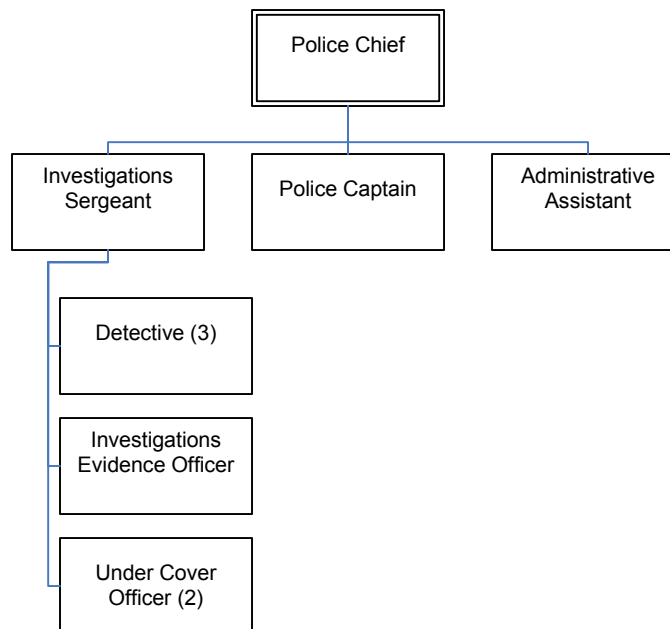 Police Chief
Investigations
Sergeant
Police Captain
Administrative
Assistant
Detective (3)
Investigations
Evidence Officer
Under Cover
Officer (2)